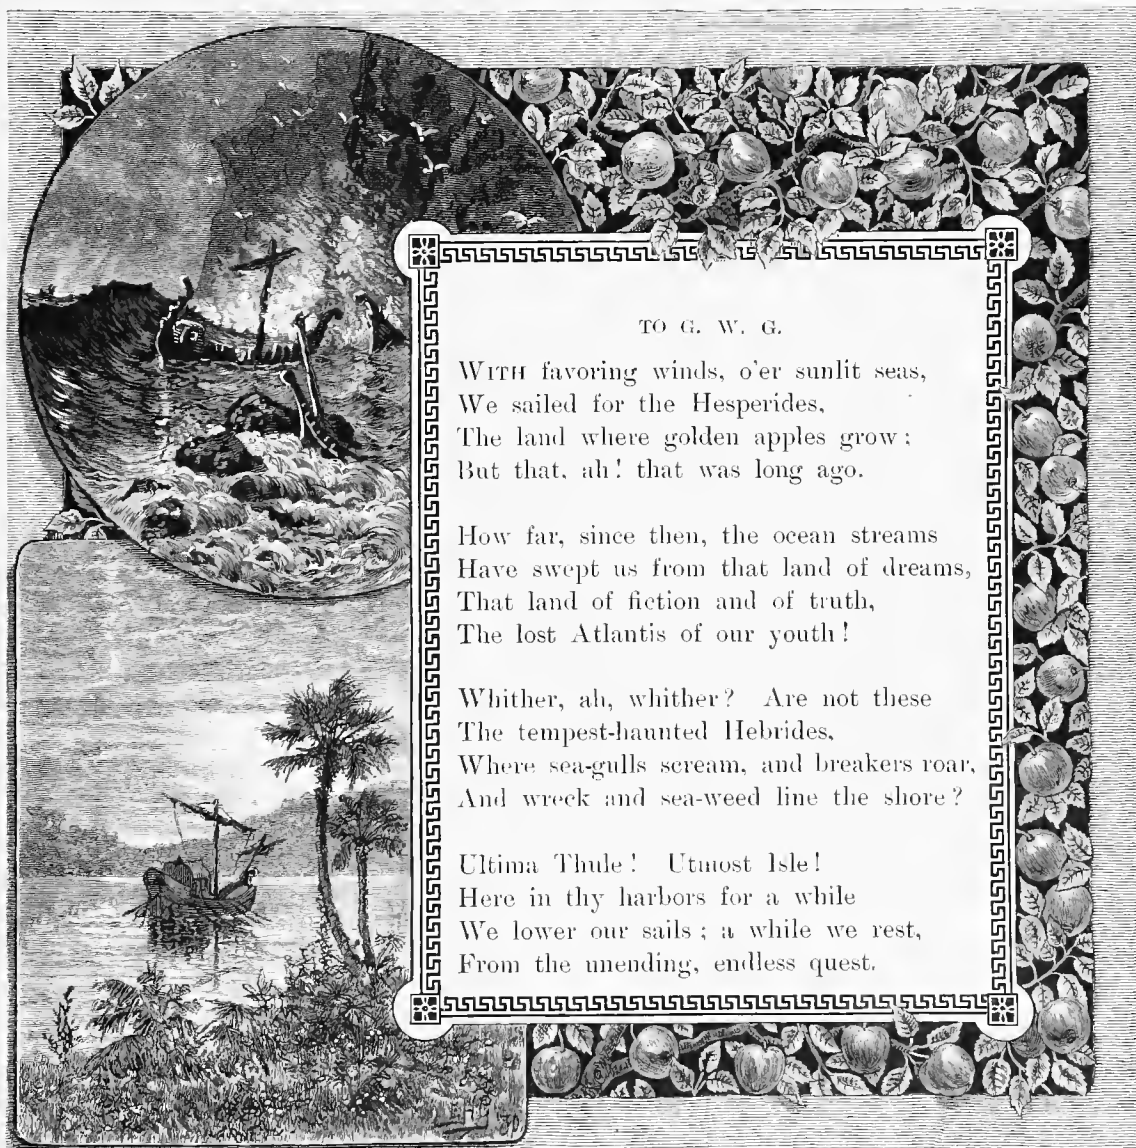 TO G. W. G.
WITH favoring winds, o'er sunlit seas,
We sailed for the Hesperides,
The land where golden apples grow;
But that, ah! that was long ago.
How far, since then, the ocean streams
Have swept us from that land of dreams,
That land of fiction and of truth,
The lost Atlantis of our youth!
Whither, ah, whither? Are not these
The tempest-haunted Hebrides,
Where sea-gulls scream, and breakers roar,
And wreck and sea-weed line the shore?
Ultima Thule! Utmost Isle!
Here in thy harbors for a while
We lower our sails; a while we rest,
From the unending, endless quest.